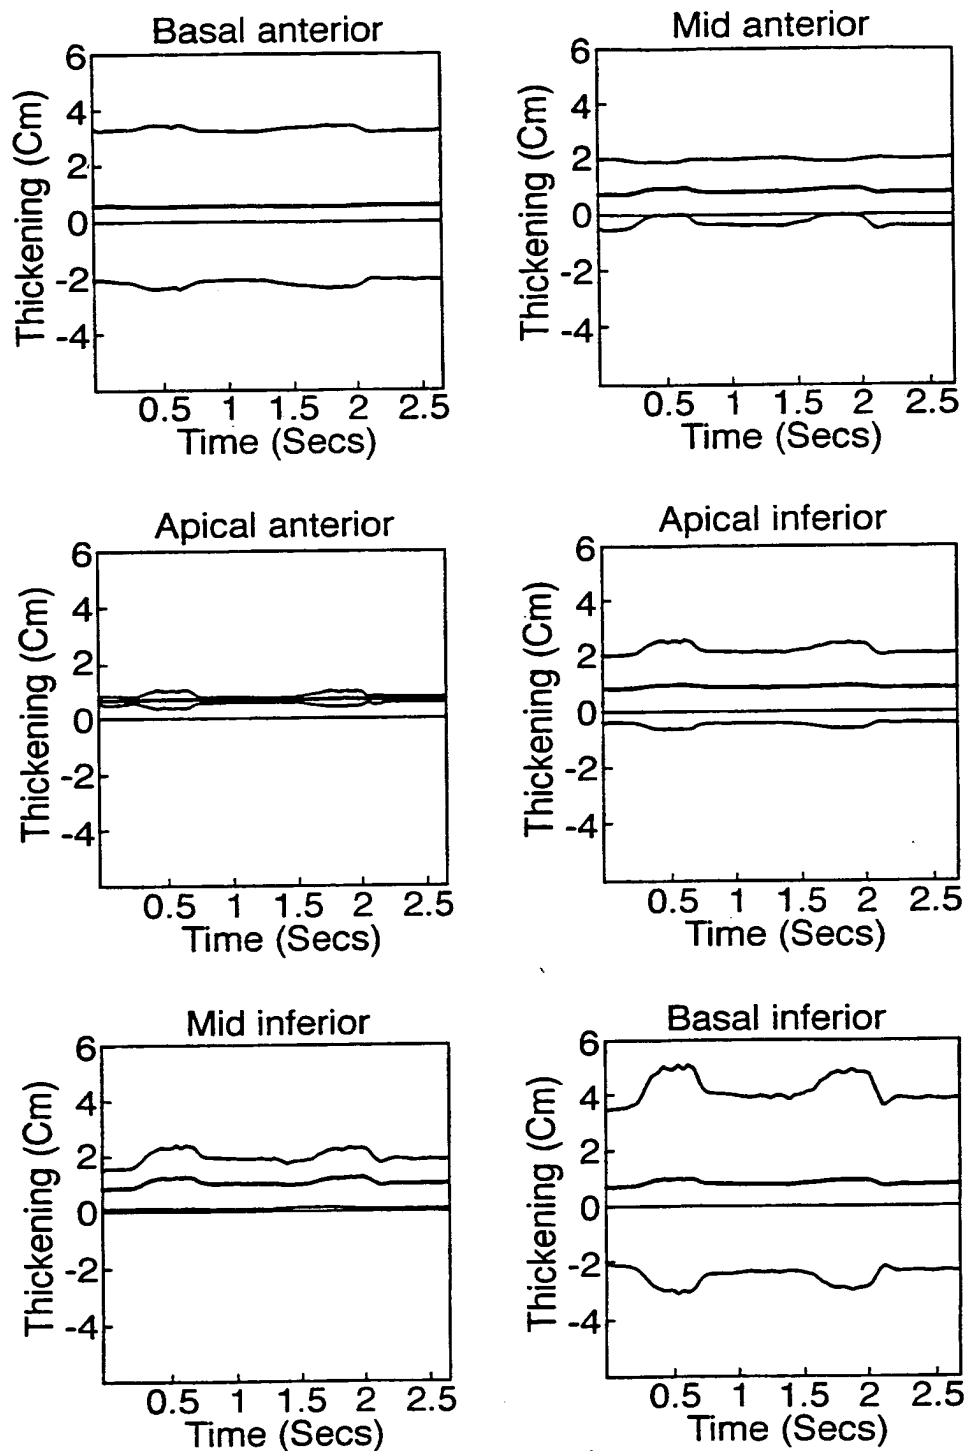 Basal anterior
Thickening (Cm)
6
4
2
0
-2
-4
0.5 1 1.5 2 2.5
Time (Secs)
Mid anterior
Thickening (Cm)
6
4
2
0
-2
-4
0.5 1 1.5 2 2.5
Time (Secs)
Apical anterior
Thickening (Cm)
6
4
2
0
-2
-4
0.5 1 1.5 2 2.5
Time (Secs)
Apical inferior
Thickening (Cm)
6
4
2
0
-2
-4
0.5 1 1.5 2 2.5
Time (Secs)
Mid inferior
Thickening (Cm)
6
4
2
0
-2
-4
0.5 1 1.5 2 2.5
Time (Secs)
Basal inferior
Thickening (Cm)
6
4
2
0
-2
-4
0.5 1 1.5 2 2.5
Time (Secs)